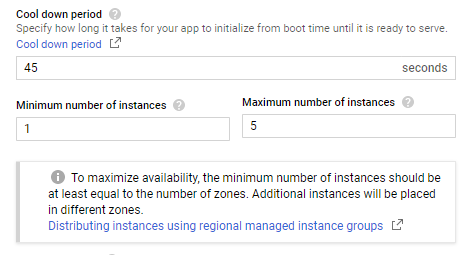 Cool down period
Specify how long it takes for your app to initialize from boot time until it is ready to serve.
Cool down period
45 seconds
Minimum number of instances Maximum number of instances
1 5
To maximize availability, the minimum number of instances should be
at least equal to the number of zones. Additional instances will be placed
in different zones.
Distributing instances using regional managed instance groups